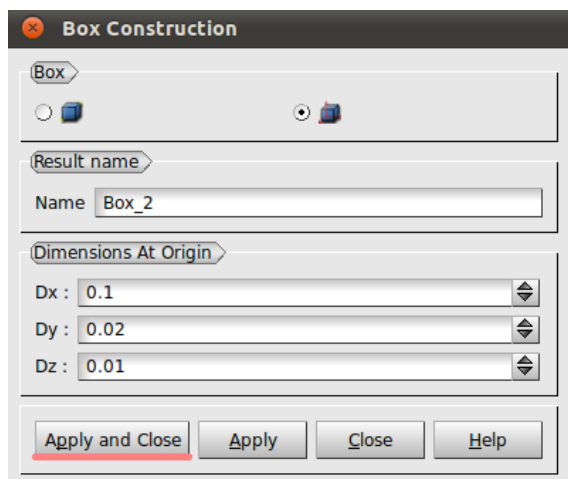 Box Construction
Box
Result name
Name Box_2
Dimensions At Origin
Dx : 0.1
Dy : 0.02
Dz : 0.01
Apply and Close Apply Close Help